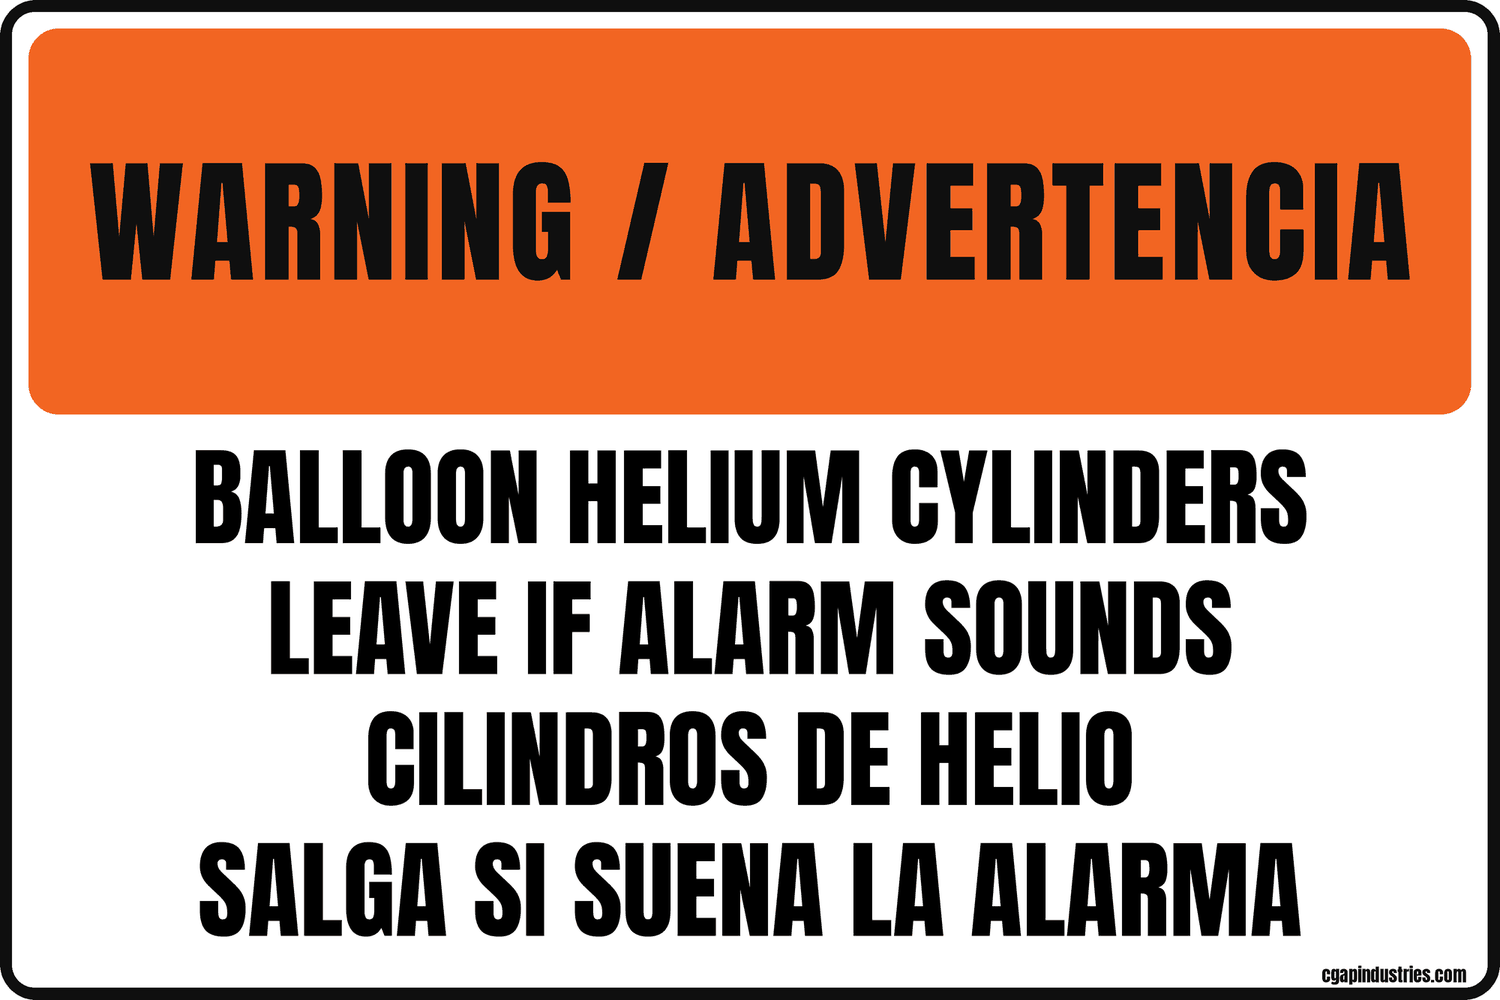 WARNING / ADVERTENCIA
BALLOON HELIUM CYLINDERS
LEAVE IF ALARM SOUNDS
CILINDROS DE HELIO
SALGA SI SUENA LA ALARMA
cgapindustries.com